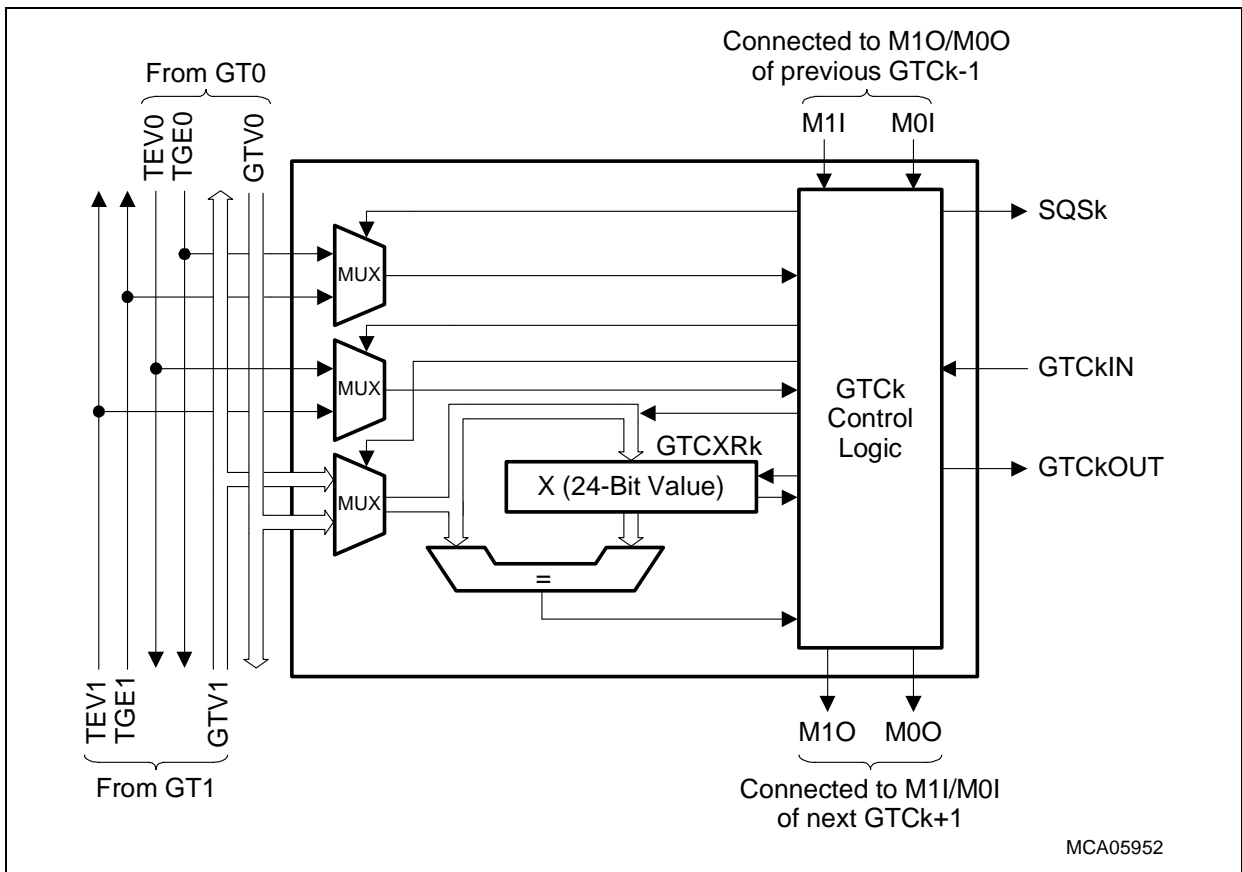 Connected to M1O/M0O
of previous GTCk-1
From GT0
M1I M0I
TEV0
TGE0
GTV0
SQSk
MUX
MUX
GTCkIN
GTCk
Control
Logic
GTCXRk
MUX
X (24-Bit Value)
GTCkOUT
=
TEV1
TGE1
GTV1
From GT1
M1O M0O
Connected to M1I/M0I
of next GTCk+1
MCA05952